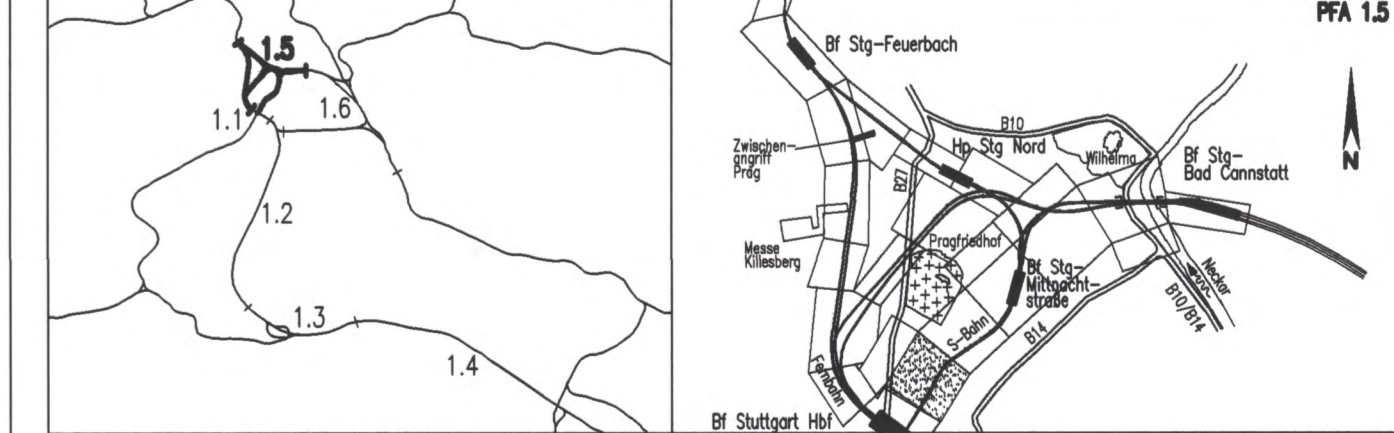 1.5
1.1
1.6
1.2
1.3
1.4
PFA 1.5
Bf Stg-Feuerbach
N
B10
Zwischen-
angriff
Prag
Hp Stg Nord
Wilhelma
Bf Stg-
Bad Cannstatt
B27
Messe
Killesberg
Pragfriedhof
Bf Stg-
Mittnacht-
straße
Neckar
B10/B14
S-Bahn
B14
Fernbahn
Bf Stuttgart Hbf